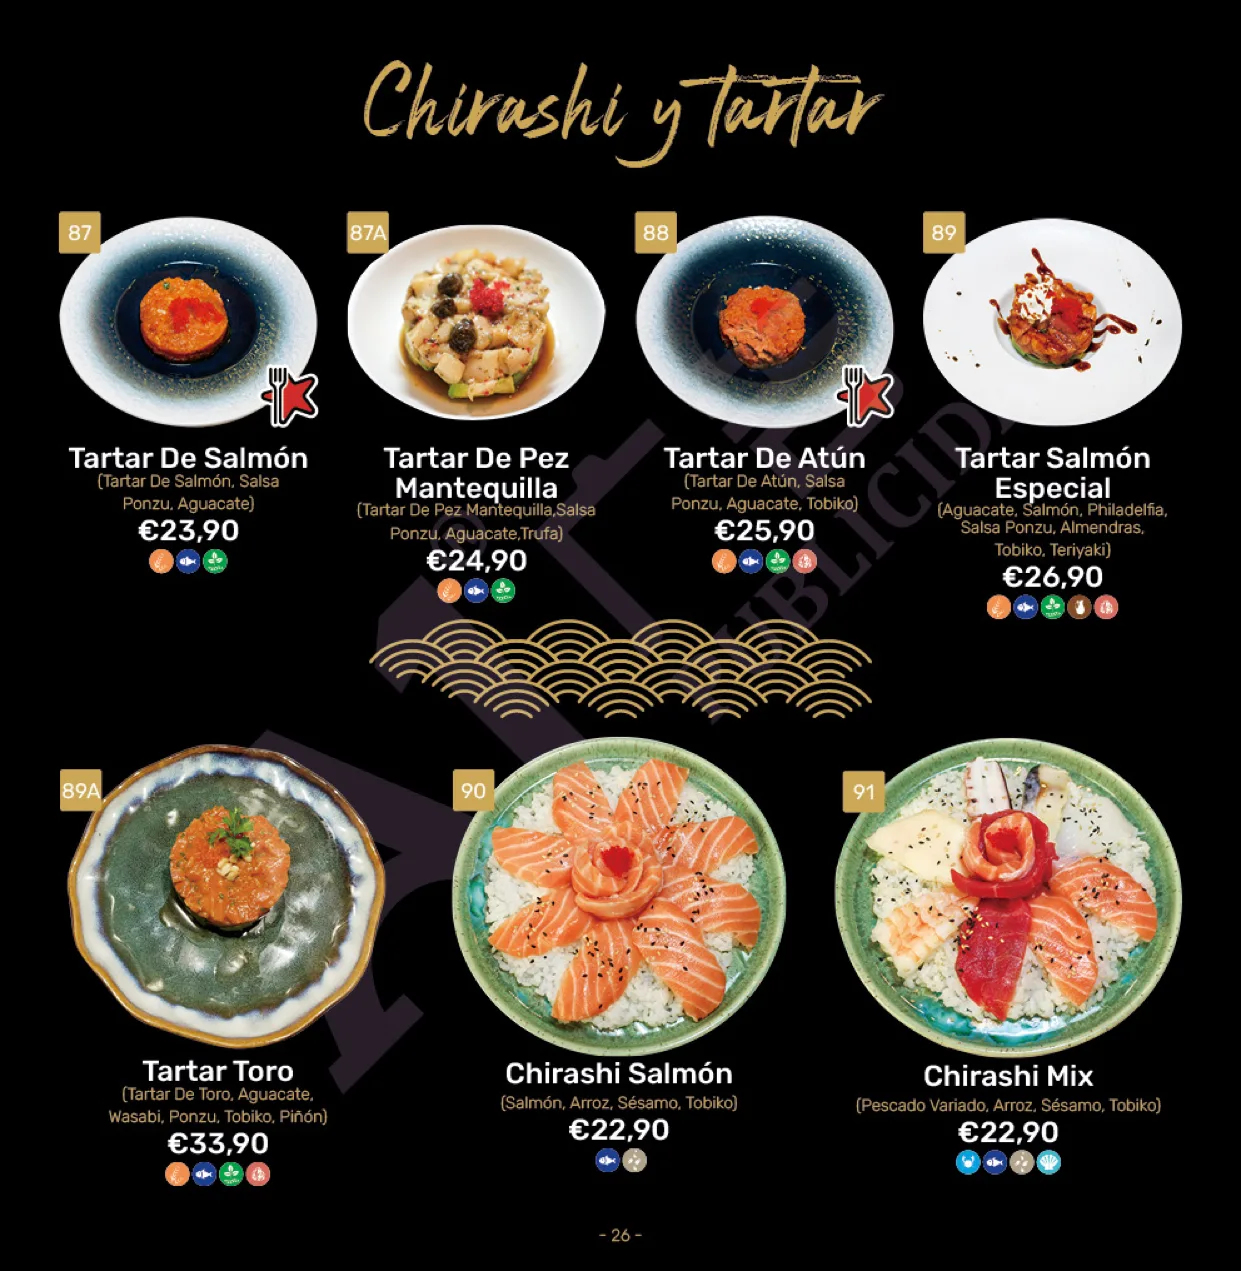 Chirashi y tartar
87
87A
88
89
Tartar De Salmón
(Tartar De Salmón, Salsa
Ponzu, Aguacate)
€23,90
Tartar De Pez
Mantequilla
(Tartar De Pez Mantequilla,Salsa
Ponzu, Aguacate,Trufa)
€24,90
Tartar De Atún
(Tartar De Atún, Salsa
Ponzu, Aguacate, Tobiko)
€25,90
Tartar Salmón
Especial
(Aguacate, Salmón, Philadelfia,
Salsa Ponzu, Almendras,
Tobiko, Teriyaki)
€26,90
89A
90
91
Tartar Toro
(Tartar De Toro, Aguacate,
Wasabi, Ponzu, Tobiko, Piñón)
€33,90
Chirashi Salmón
(Salmón, Arroz, Sésamo, Tobiko)
€22,90
Chirashi Mix
(Pescado Variado, Arroz, Sésamo, Tobiko)
€22,90
- 26 -